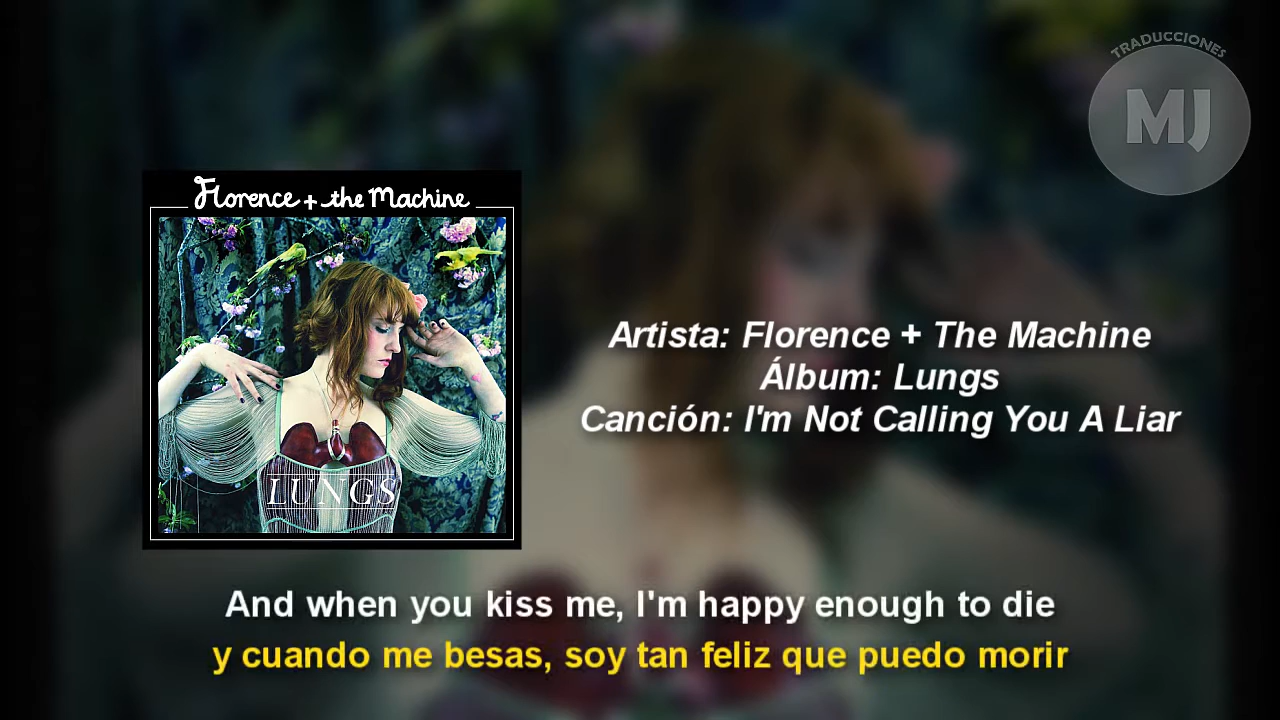 TRADUCCIONES
MJ
Florence + the Machine
LUNGS
Artista: Florence + The Machine
Álbum: Lungs
Canción: I'm Not Calling You A Liar
And when you kiss me, I'm happy enough to die
y cuando me besas, soy tan feliz que puedo morir